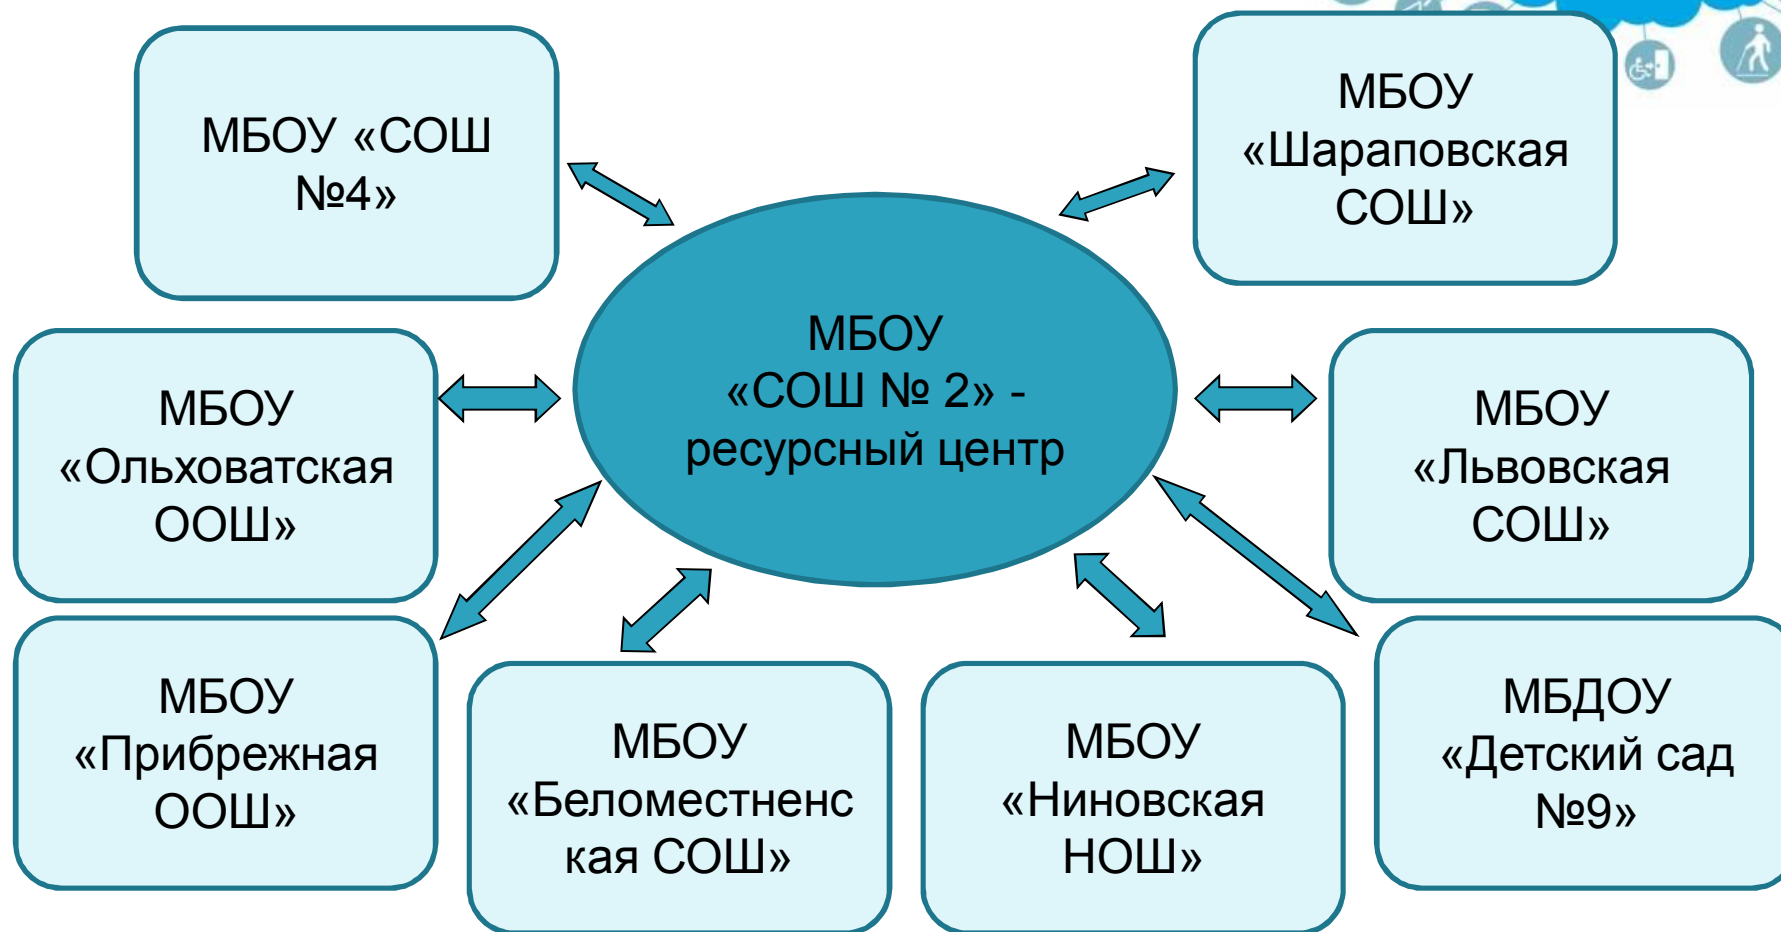 МБОУ «СОШ
№4»
МБОУ
«Шараповская
СОШ»
МБОУ
«СОШ № 2» -
ресурсный центр
МБОУ
«Ольховатская
ООШ»
МБОУ
«Львовская
СОШ»
МБОУ
«Прибрежная
ООШ»
МБОУ
«Беломестненс
кая СОШ»
МБОУ
«Ниновская
НОШ»
МБДОУ
«Детский сад
№9»